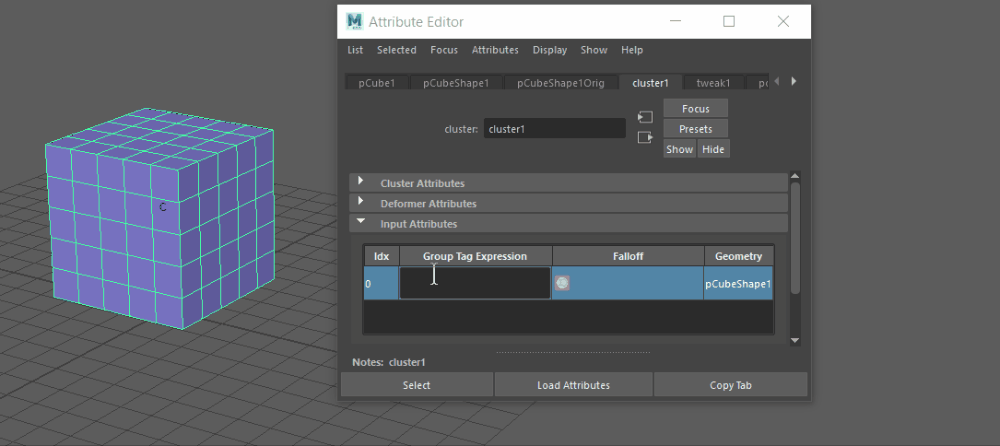 Attribute Editor
List Selected Focus Attributes Display Show Help
pCube1 pCubeShape1 pCubeShape1Orig cluster1 tweak1
Focus
cluster: cluster1
Presets
Show Hide
Cluster Attributes
Deformer Attributes
Input Attributes
Idx Group Tag Expression Falloff Geometry
0 pCubeShape1
Notes: cluster1
Select Load Attributes Copy Tab
C